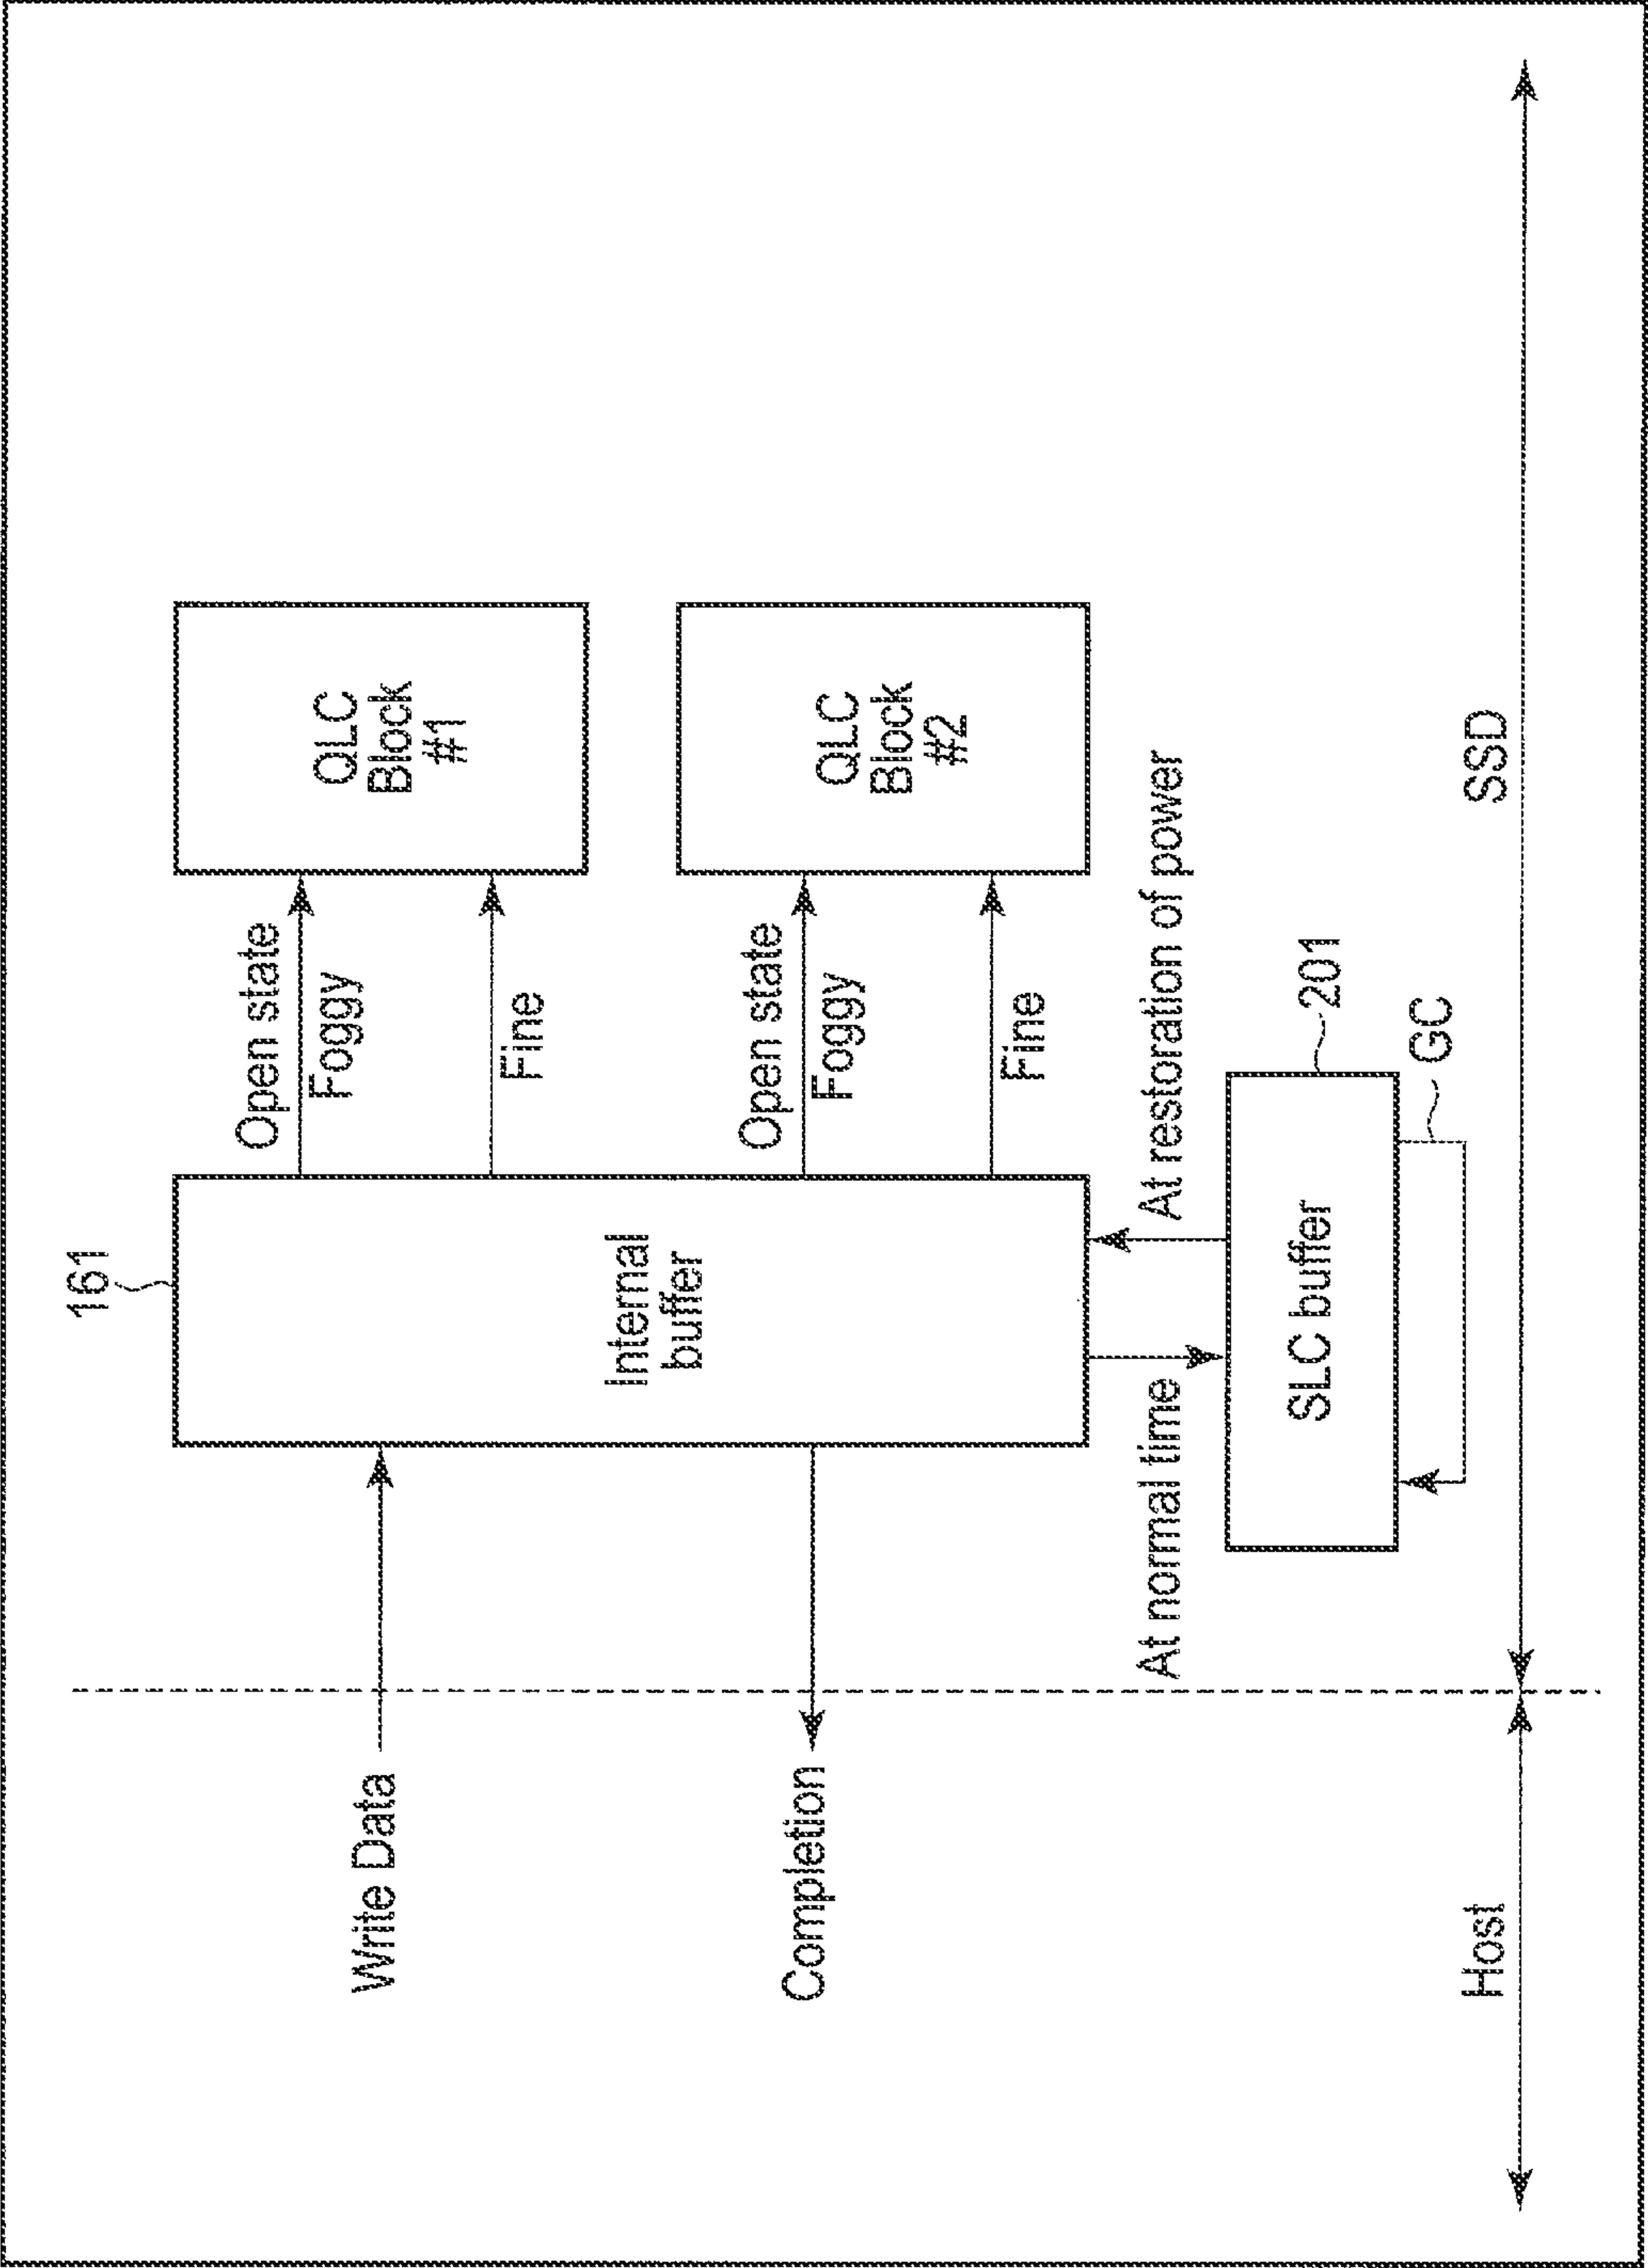 161
Write Data
Completion
Internal
buffer
Open state
Foggy
Fine
QLC
Block
#1
Open state
Foggy
Fine
QLC
Block
#2
At normal time
At restoration of power
SLC buffer
201
GC
Host
SSD